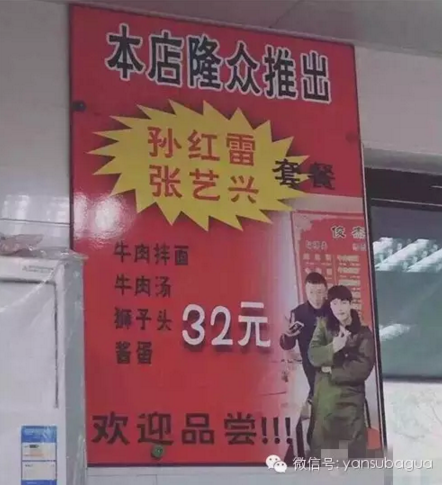 本店隆众推出
孙红雷
张艺兴
套餐
牛肉拌面
牛肉汤
狮子头
酱蛋
32元
欢迎品尝!!!
微信号: yansubagua